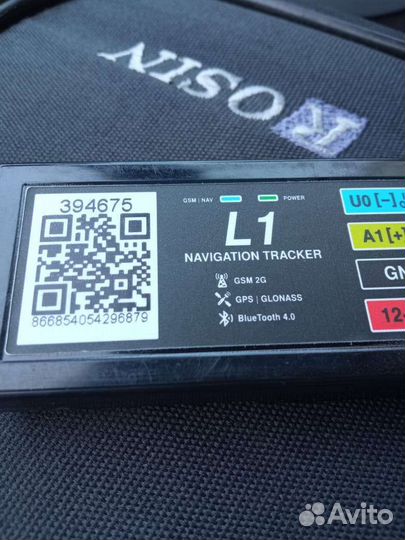 NISO
394675
866854054296879
GSM | NAV
POWER
L1
NAVIGATION TRACKER
GSM 2G
GPS | GLONASS
BlueTooth 4.0
U0 [-]
A1 [+]
12-
Avito